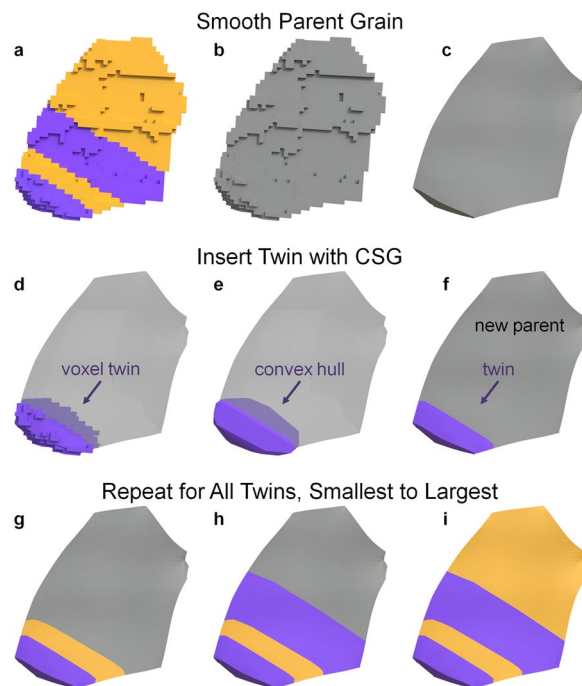 Smooth Parent Grain
a
b
c
Insert Twin with CSG
d
e
f
voxel twin
convex hull
new parent
twin
Repeat for All Twins, Smallest to Largest
g
h
i